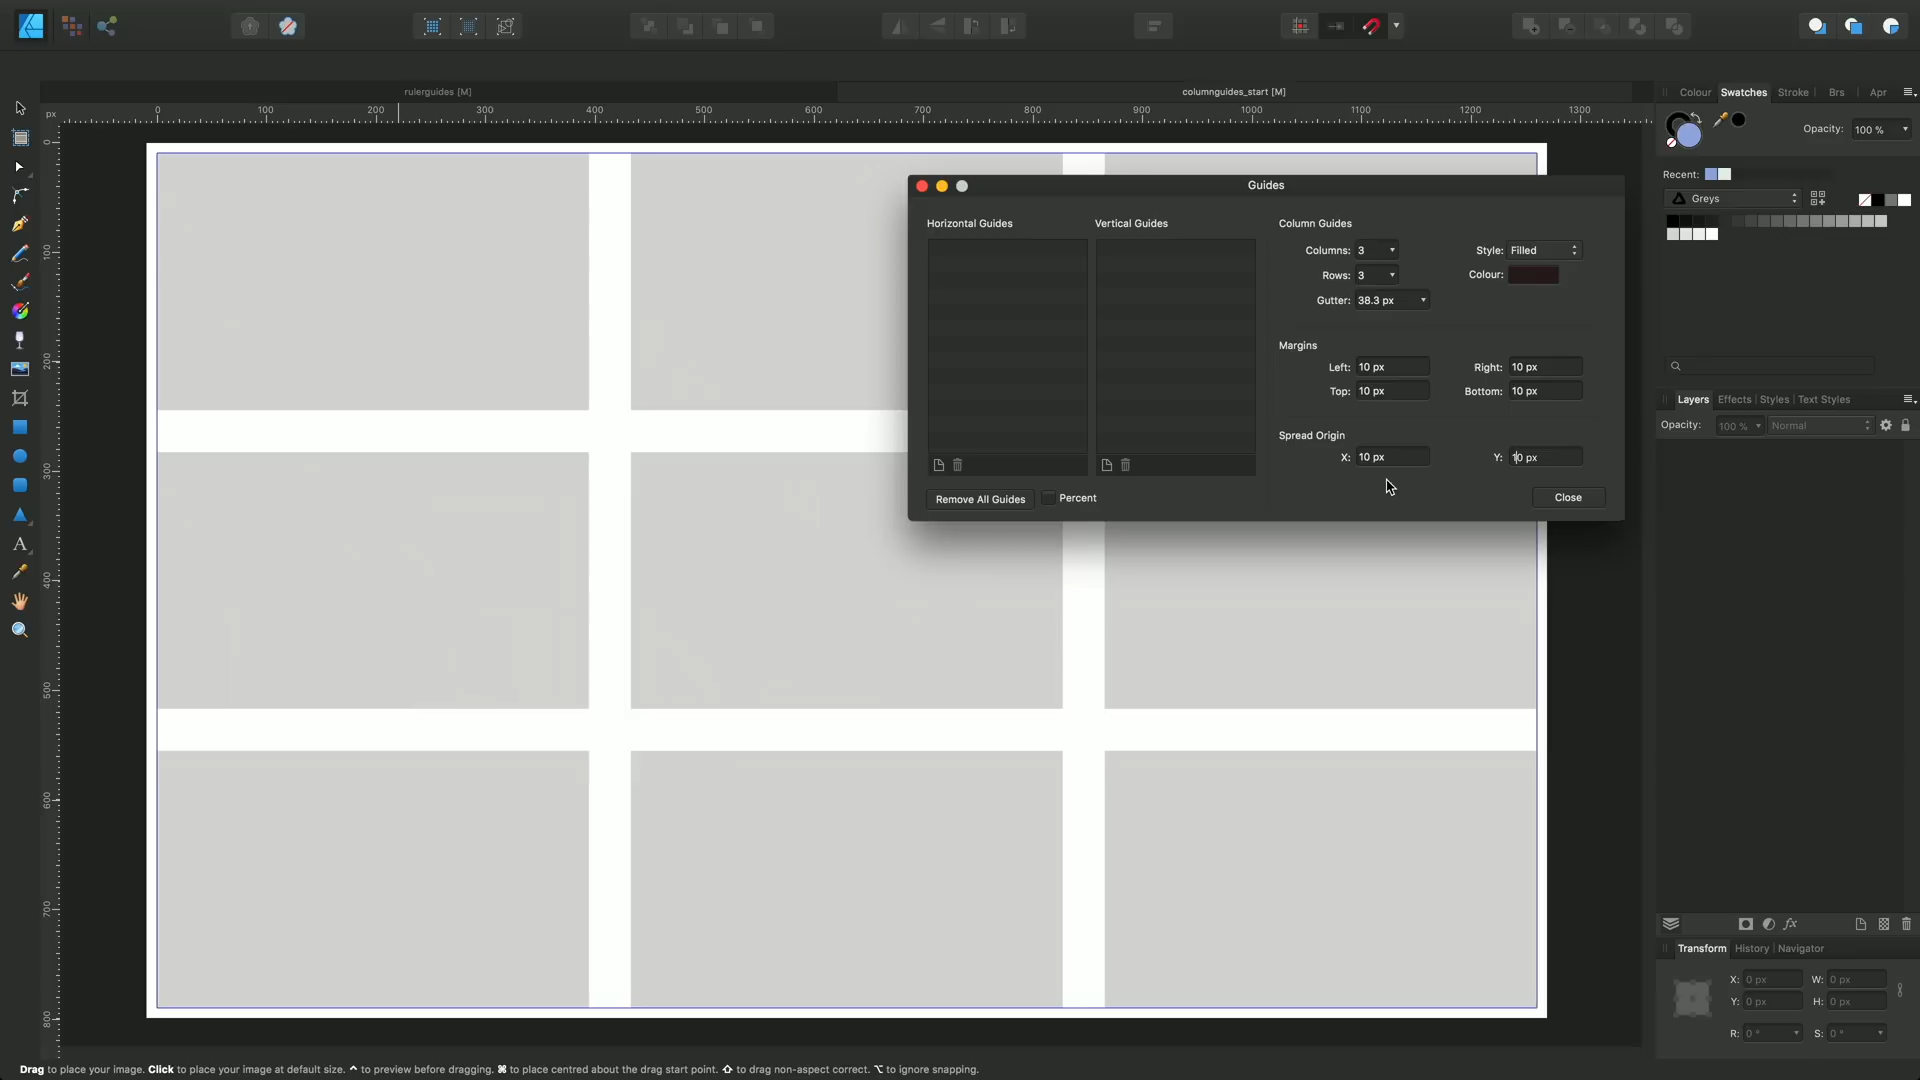 rulerguides [M]
columnguides_start [M]
px
0 100 200 300 400 500 600 700 800 900 1000 1100 1200 1300
0
100
200
300
400
500
600
700
800
Guides
Horizontal Guides
Vertical Guides
Column Guides
Columns: 3
Style: Filled
Rows: 3
Colour:
Gutter: 38.3 px
Margins
Left: 10 px
Right: 10 px
Top: 10 px
Bottom: 10 px
Spread Origin
X: 10 px
Y: 10 px
Remove All Guides
Percent
Close
Colour Swatches Stroke Brs Apr
Opacity: 100 %
Recent:
Greys
Layers Effects Styles Text Styles
Opacity: 100 % Normal
fx
Transform History Navigator
X: 0 px W: 0 px
Y: 0 px H: 0 px
R: 0 ° S: 0 °
A
Drag to place your image. Click to place your image at default size. ⌃ to preview before dragging. ⌘ to place centred about the drag start point. ⇧ to drag non-aspect correct. ⌥ to ignore snapping.